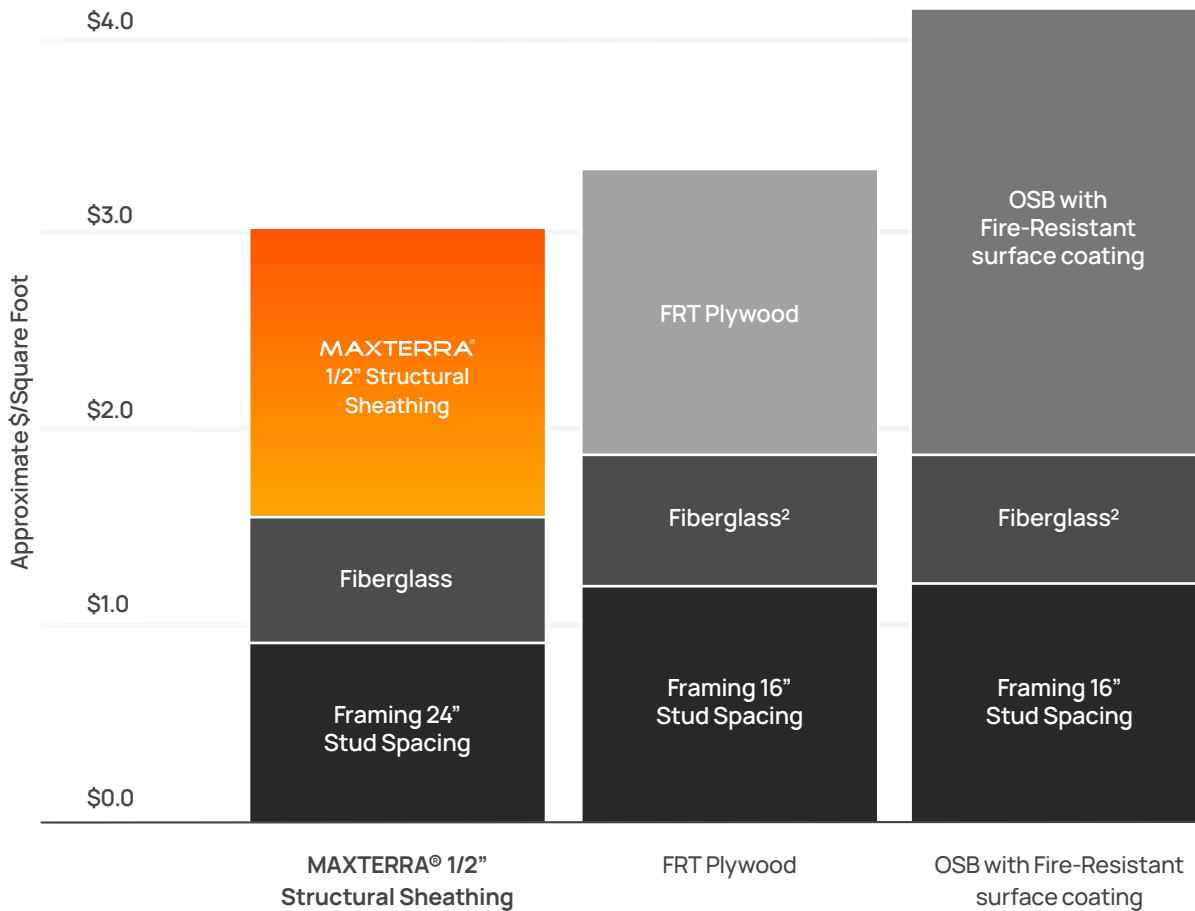 Approximate $/Square Foot
$4.0
$3.0
$2.0
$1.0
$0.0
MAXTERRA®
1/2” Structural
Sheathing
Fiberglass
Framing 24”
Stud Spacing
FRT Plywood
Fiberglass²
Framing 16”
Stud Spacing
OSB with
Fire-Resistant
surface coating
Fiberglass²
Framing 16”
Stud Spacing
MAXTERRA® 1/2”
Structural Sheathing
FRT Plywood
OSB with Fire-Resistant
surface coating